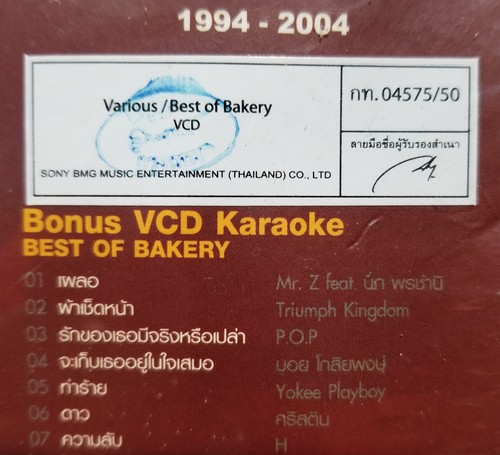 1994 - 2004
Various / Best of Bakery
VCD
SONY BMG MUSIC ENTERTAINMENT (THAILAND) CO., LTD
กท. 04575/50
ลายมือชื่อผู้รับรองสำเนา
Bonus VCD Karaoke
BEST OF BAKERY
01 เผลอ Mr. Z feat. นัท พรชานิ
02 ผ้าเช็ดหน้า Triumph Kingdom
03 รักของเธอมีจริงหรือเปล่า P.O.P
04 จะเก็บเธออยู่ในใจเสมอ บอย โกสิยพงษ์
05 ทำร้าย Yokee Playboy
06 ดาว คริสติน
07 ความลับ H